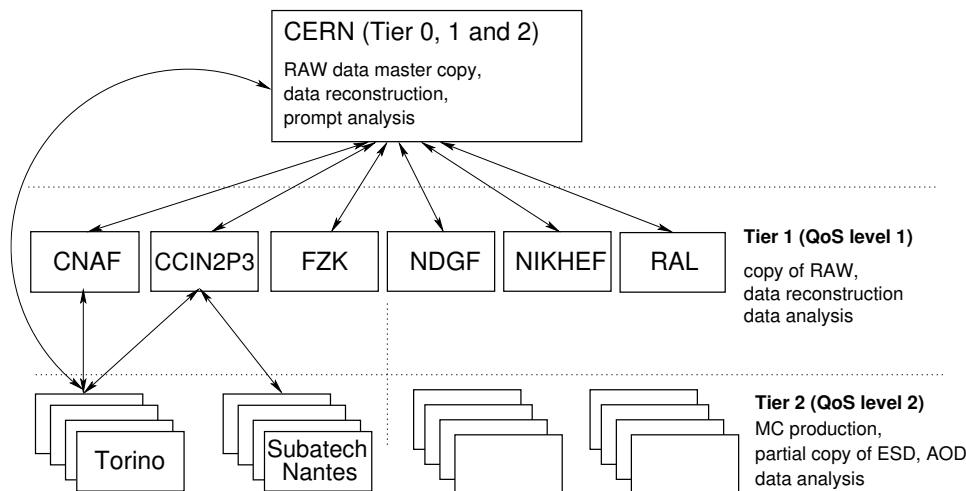 CERN (Tier 0, 1 and 2)
RAW data master copy,
data reconstruction,
prompt analysis
CNAF
CCIN2P3
FZK
NDGF
NIKHEF
RAL
Tier 1 (QoS level 1)
copy of RAW,
data reconstruction
data analysis
Torino
Subatech
Nantes
Tier 2 (QoS level 2)
MC production,
partial copy of ESD, AOD
data analysis